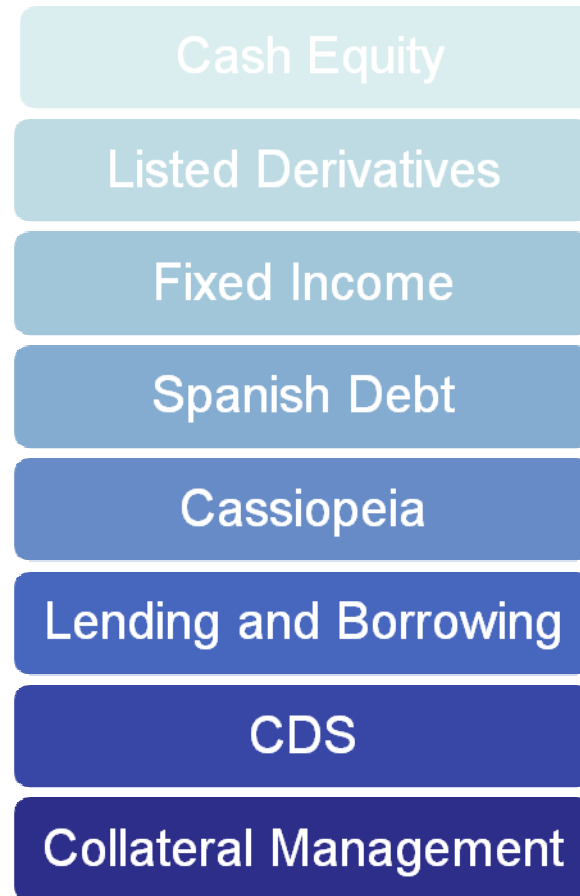 Cash Equity
Listed Derivatives
Fixed Income
Spanish Debt
Cassiopeia
Lending and Borrowing
CDS
Collateral Management